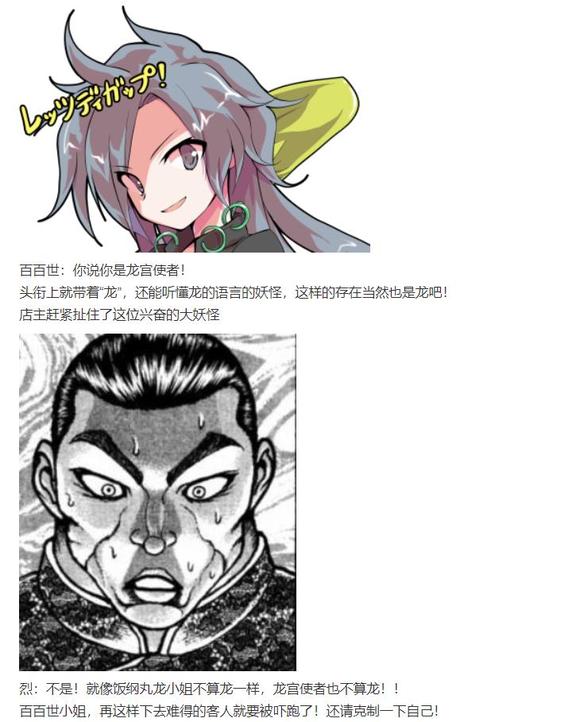 レッツディガップ!
百百世：你说你是龙宫使者！
头衔上就带着“龙”，还能听懂龙的语言的妖怪，这样的存在当然也是龙吧！
店主赶紧扯住了这位兴奋的大妖怪
烈：不是！就像饭纲丸龙小姐不算龙一样，龙宫使者也不算龙！！
百百世小姐，再这样下去难得的客人就要被吓跑了！还请克制一下自己！